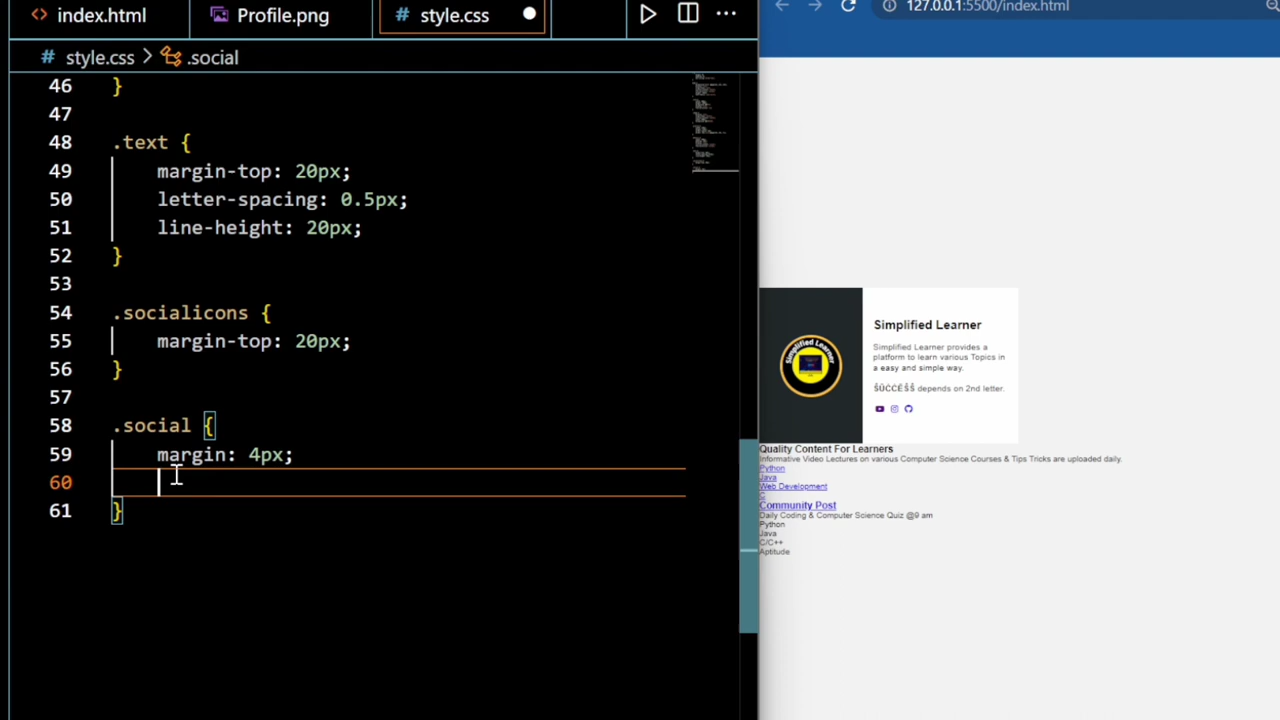 index.html
Profile.png
# style.css
127.0.0.1:5500/index.html
# style.css > .social
46 }
47
48 .text {
49 margin-top: 20px;
50 letter-spacing: 0.5px;
51 line-height: 20px;
52 }
53
54 .socialicons {
55 margin-top: 20px;
56 }
57
58 .social {
59 margin: 4px;
60
61 }
Simplified Learner
Simplified Learner
Simplified Learner provides a
platform to learn various Topics in
a easy and simple way.
ŜÛĈĈÊŜŜ depends on 2nd letter.
Quality Content For Learners
Informative Video Lectures on various Computer Science Courses & Tips Tricks are uploaded daily.
Python
Java
Web Development
C
Community Post
Daily Coding & Computer Science Quiz @9 am
Python
Java
C/C++
Aptitude